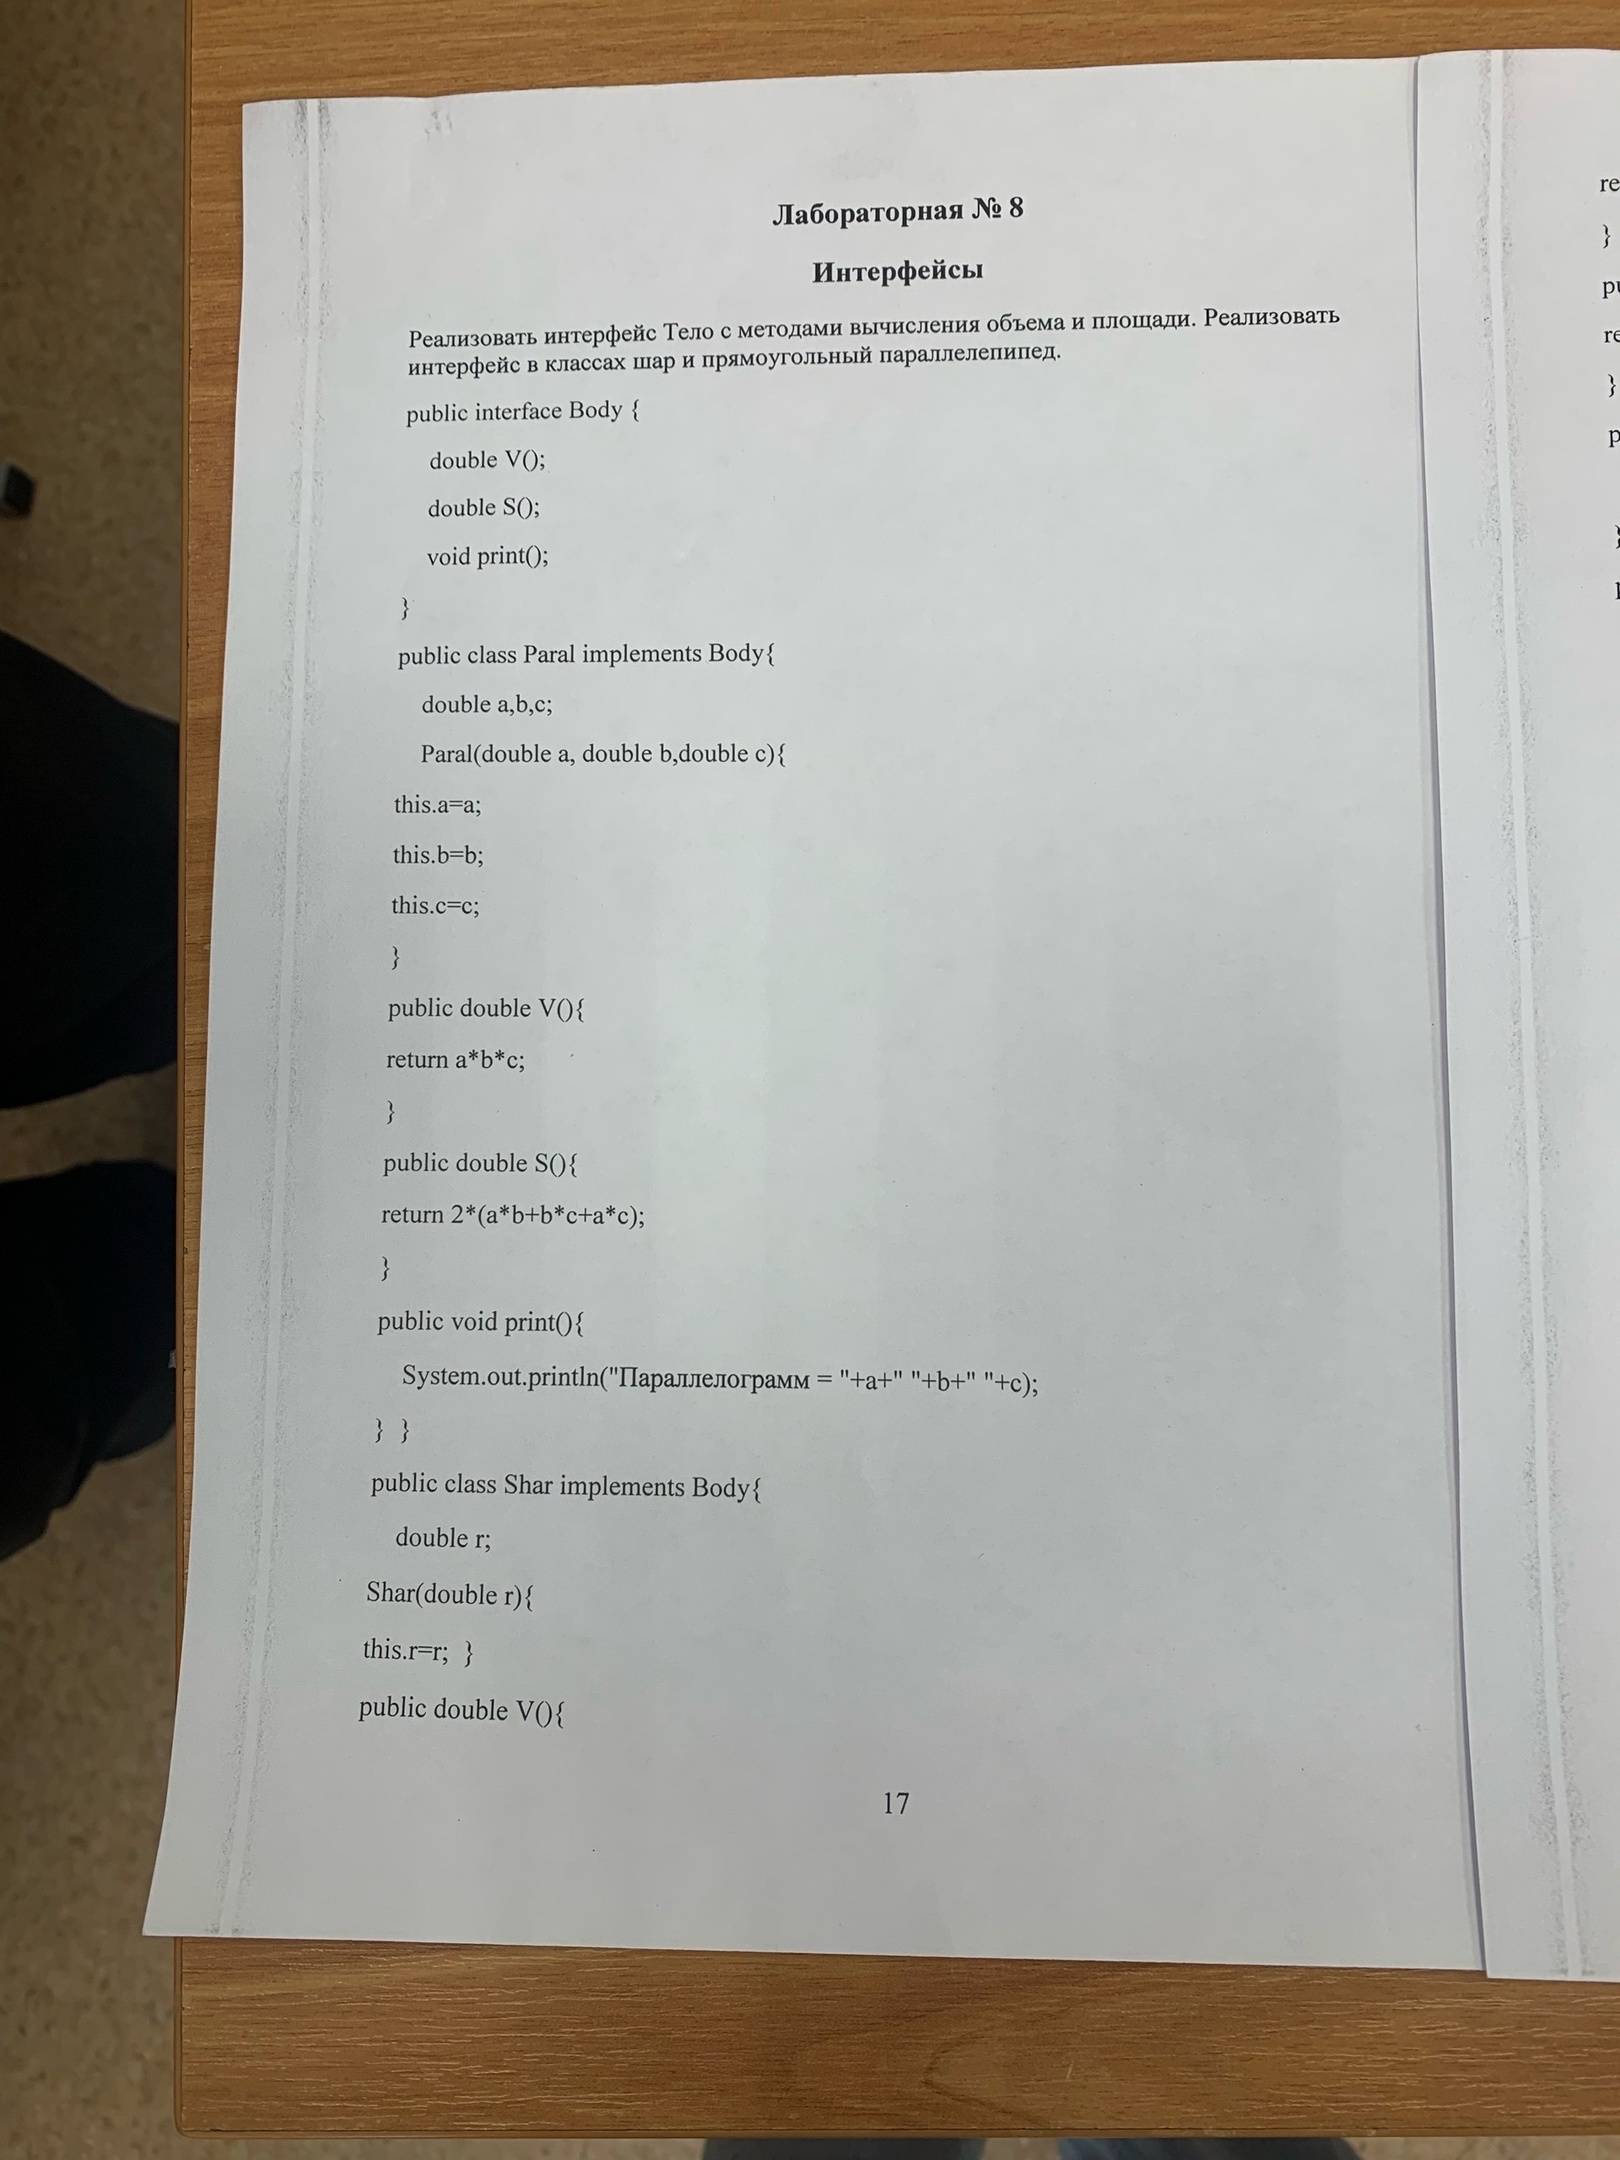 Лабораторная № 8
Интерфейсы
Реализовать интерфейс Тело с методами вычисления объема и площади. Реализовать
интерфейс в классах шар и прямоугольный параллелепипед.
public interface Body {
double V();
double S();
void print();
}
public class Paral implements Body{
double a,b,c;
Paral(double a, double b,double c){
this.a=a;
this.b=b;
this.c=c;
}
public double V(){
return a*b*c;
}
public double S(){
return 2*(a*b+b*c+a*c);
}
public void print(){
System.out.println("Параллелограмм = "+a+" "+b+" "+c);
} }
public class Shar implements Body{
double r;
Shar(double r){
this.r=r; }
public double V(){
17
re
}
re
}